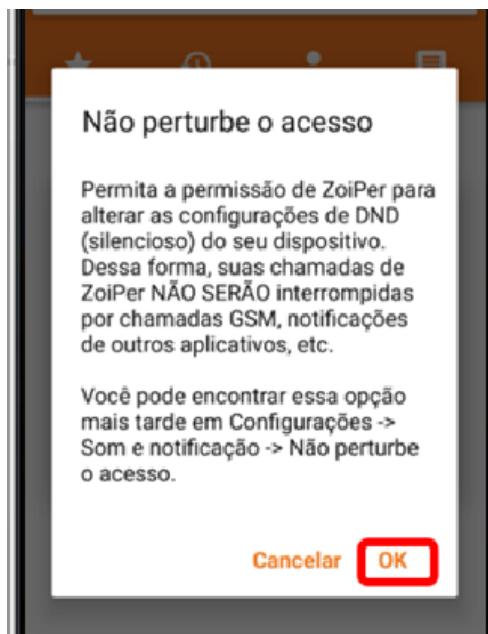 Não perturbe o acesso
Permita a permissão de ZoiPer para
alterar as configurações de DND
(silencioso) do seu dispositivo.
Dessa forma, suas chamadas de
ZoiPer NÃO SERÃO interrompidas
por chamadas GSM, notificações
de outros aplicativos, etc.
Você pode encontrar essa opção
mais tarde em Configurações ->
Som e notificação -> Não perturbe
o acesso.
Cancelar OK